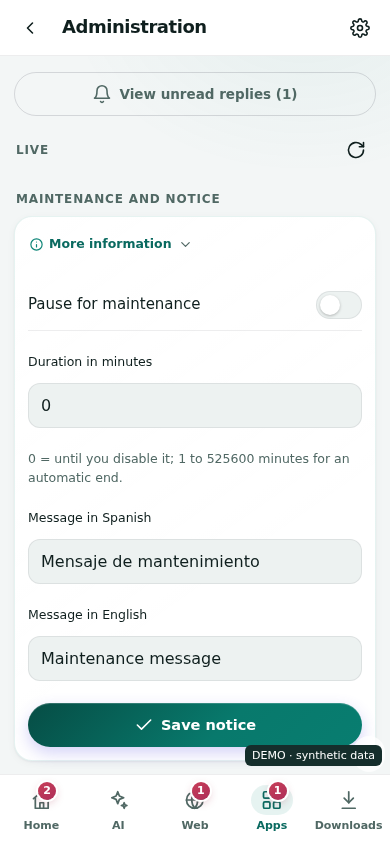 Administration
View unread replies (1)
LIVE
MAINTENANCE AND NOTICE
More information
Pause for maintenance
Duration in minutes
0
0 = until you disable it; 1 to 525600 minutes for an
automatic end.
Message in Spanish
Mensaje de mantenimiento
Message in English
Maintenance message
Save notice
DEMO · synthetic data
2
1
1
Home
AI
Web
Apps
Downloads